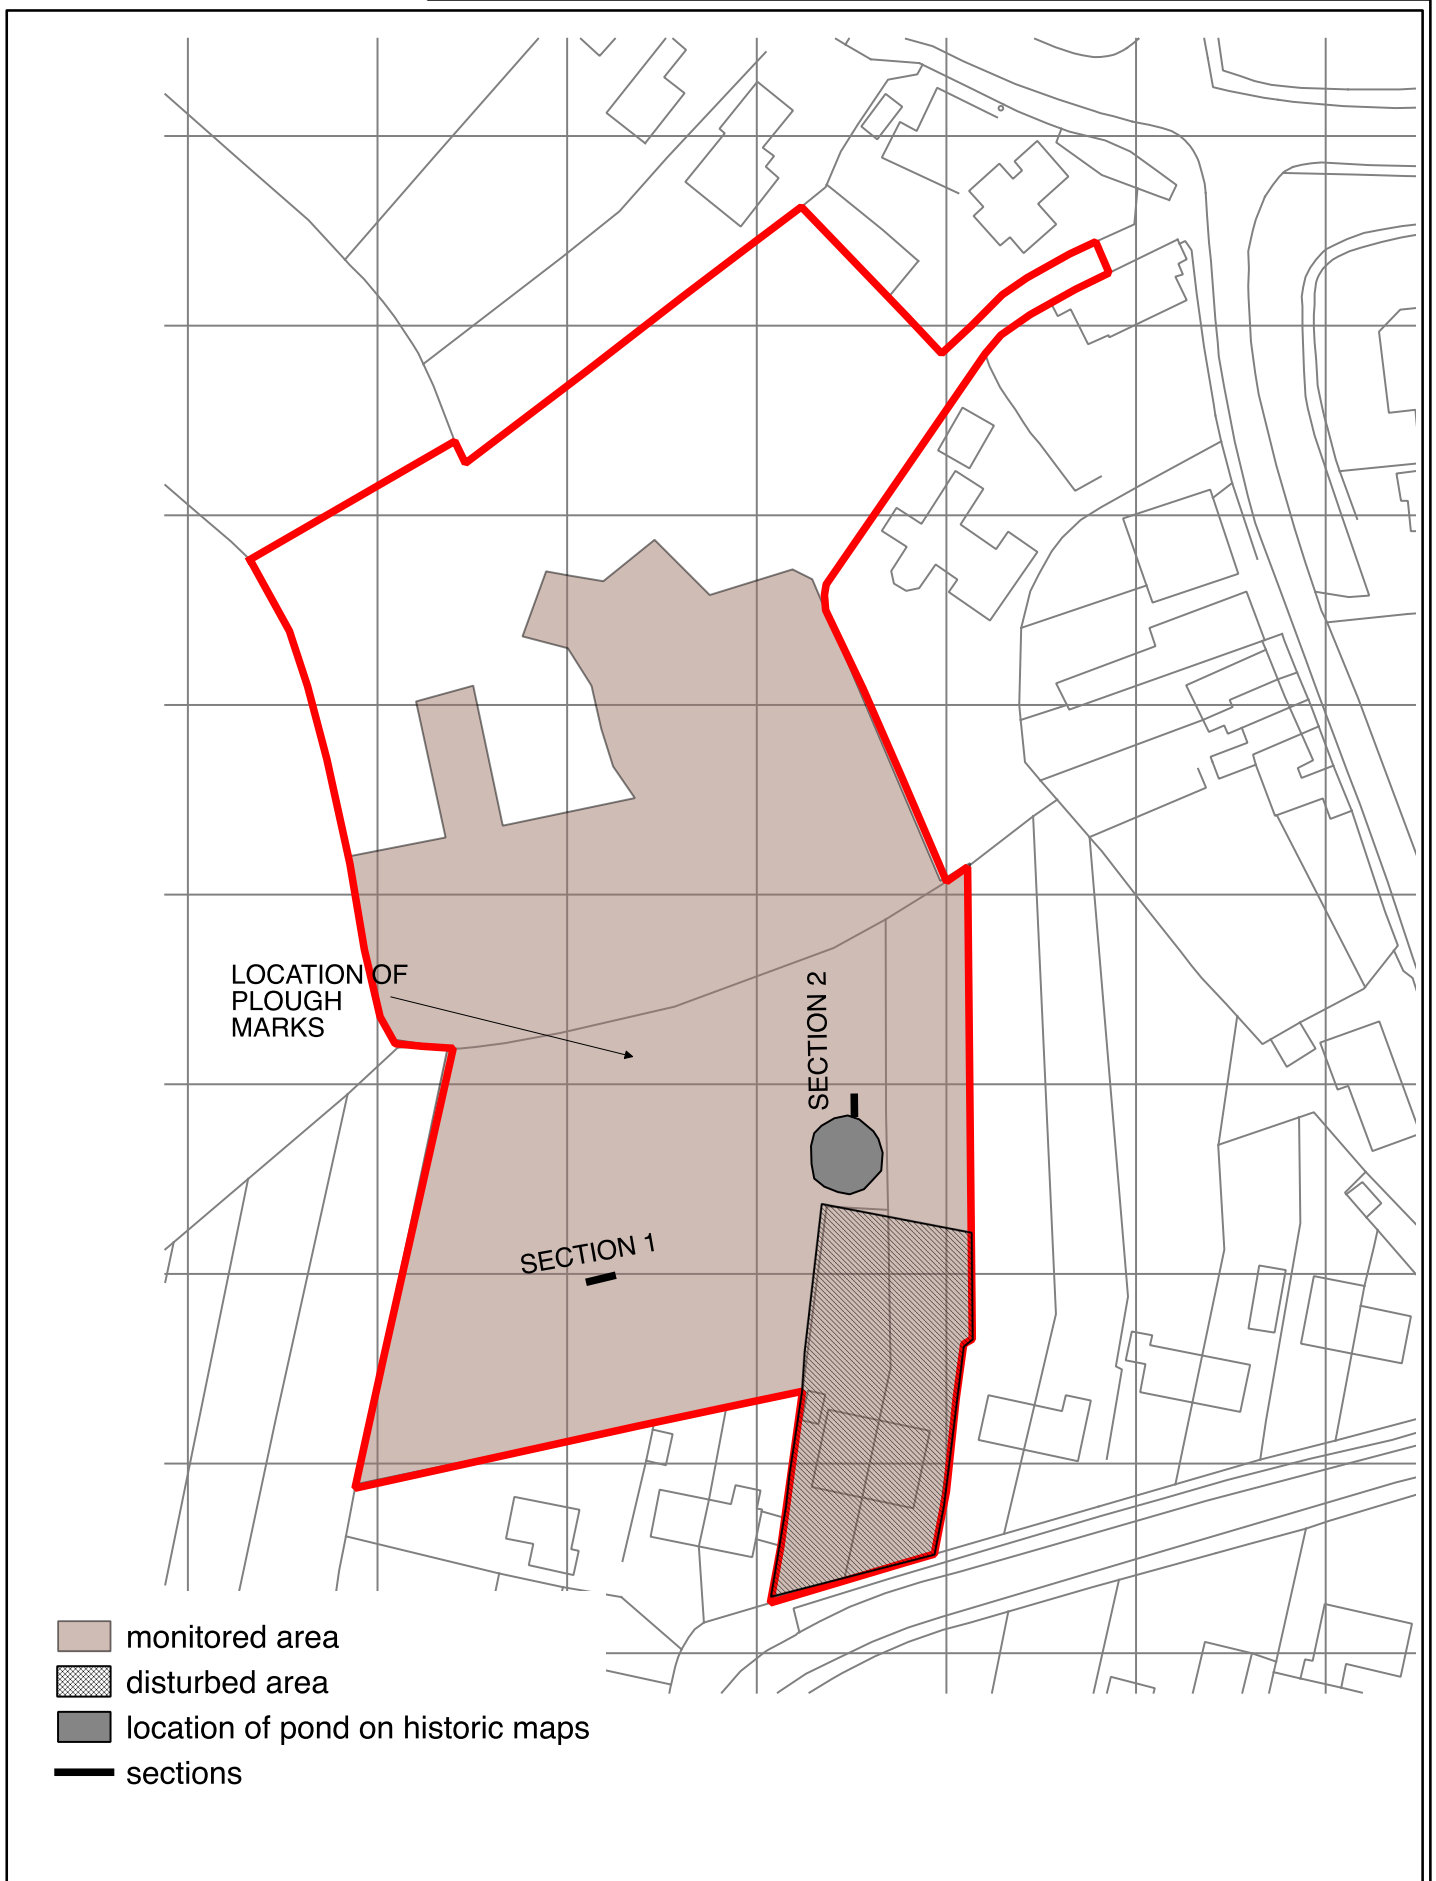 LOCATION OF
PLOUGH
MARKS
SECTION 2
SECTION 1
monitored area
disturbed area
location of pond on historic maps
sections